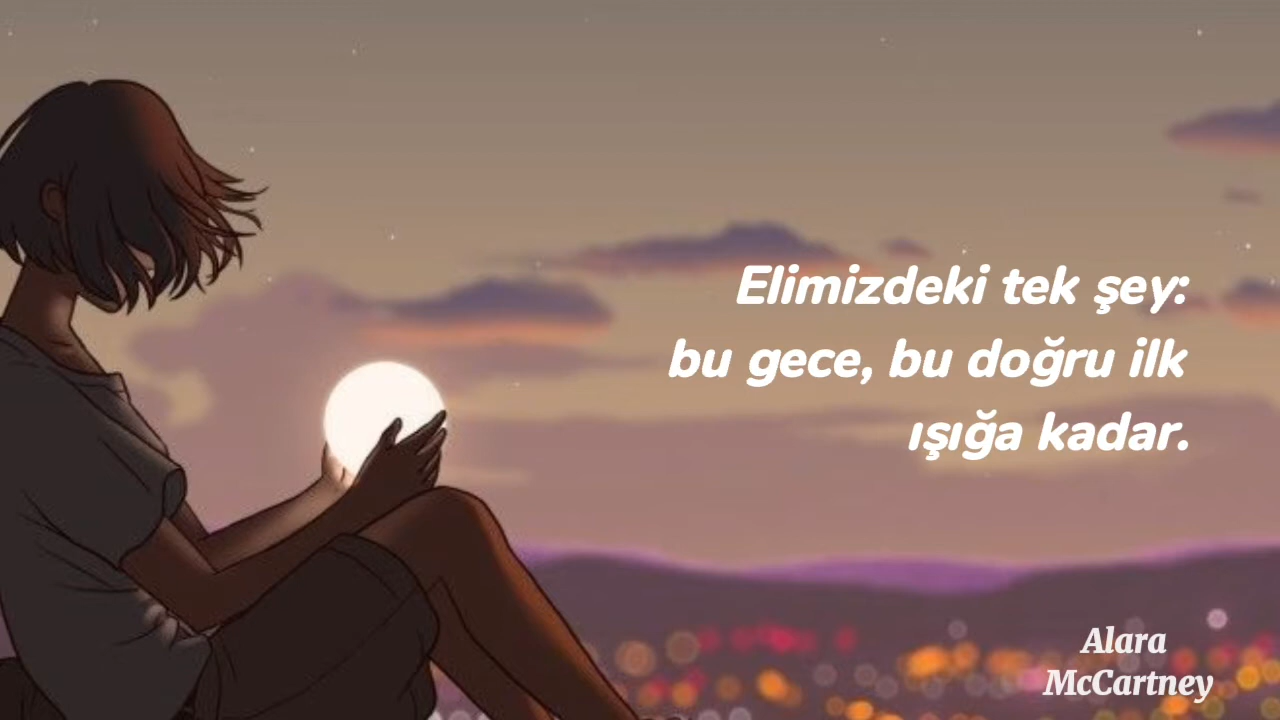 Elimizdeki tek şey:
bu gece, bu doğru ilk
ışığa kadar.
Alara
McCartney